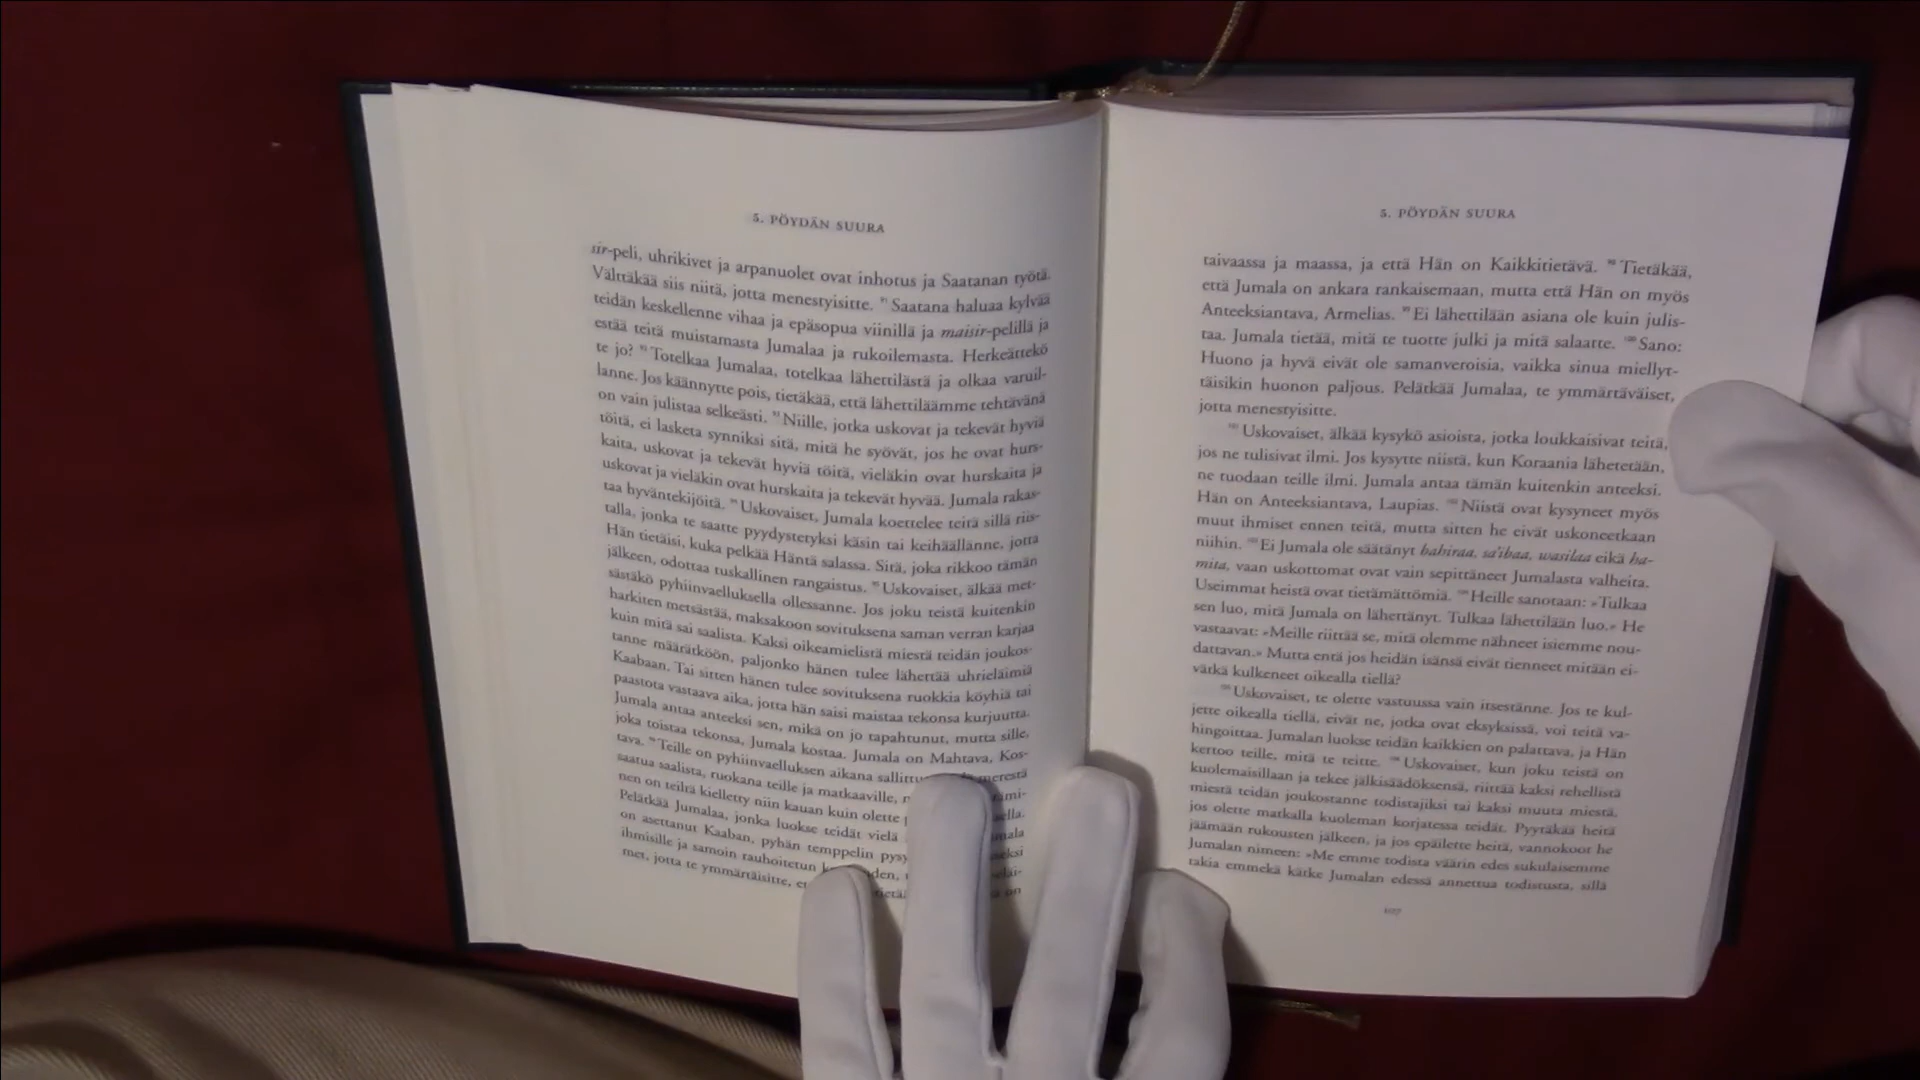 5. PÖYDÄN SUURA
sir-peli, uhrikivet ja arpanuolet ovat inhotus ja Saatanan työtä.
Välttäkää siis niitä, jotta menestyisitte. 91 Saatana haluaa kylvää
teidän keskellenne vihaa ja epäsopua viinillä ja maisir-pelillä ja
estää teitä muistamasta Jumalaa ja rukoilemasta. Herkeättekö
te jo? 92 Totelkaa Jumalaa, totelkaa lähettilästä ja olkaa varuil-
lanne. Jos käännytte pois, tietäkää, että lähettiläämme tehtävänä
on vain julistaa selkeästi. 93 Niille, jotka uskovat ja tekevät hyviä
töitä, ei lasketa synniksi sitä, mitä he syövät, jos he ovat hurs-
kaita, uskovat ja tekevät hyviä töitä, vieläkin ovat hurskaita ja
uskovat ja vieläkin ovat hurskaita ja tekevät hyvää. Jumala rakas-
taa hyväntekijöitä. 94 Uskovaiset, Jumala koettelee teitä sillä riis-
talla, jonka te saatte pyydystetyksi käsin tai keihäällänne, jotta
Hän tietäisi, kuka pelkää Häntä salassa. Sitä, joka rikkoo tämän
jälkeen, odottaa tuskallinen rangaistus. 95 Uskovaiset, älkää met-
sästäkö pyhiinvaelluksella ollessanne. Jos joku teistä kuitenkin
harkiten metsästää, maksakoon sovituksena saman verran karjaa
kuin mitä sai saalista. Kaksi oikeamielistä miestä teidän joukos-
tanne määrätköön, paljonko hänen tulee lähettää uhrieläimiä
Kaabaan. Tai sitten hänen tulee sovituksena ruokkia köyhiä tai
paastota vastaava aika, jotta hän saisi maistaa tekonsa kurjuutta.
Jumala antaa anteeksi sen, mikä on jo tapahtunut, mutta sille,
joka toistaa tekonsa, Jumala kostaa. Jumala on Mahtava, Kos-
tava. 96 Teille on pyhiinvaelluksen aikana sallittu merestä
saatua saalista, ruokana teille ja matkaaville,
nen on teiltä kielletty niin kauan kuin olette
Pelätkää Jumalaa, jonka luokse teidät vielä
on asettanut Kaaban, pyhän temppelin
ihmisille ja samoin rauhoitetun
met, jotta te ymmärtäisitte, on
5. PÖYDÄN SUURA
taivaassa ja maassa, ja että Hän on Kaikkitietävä. 98 Tietäkää,
että Jumala on ankara rankaisemaan, mutta että Hän on myös
Anteeksiantava, Armelias. 99 Ei lähettilään asiana ole kuin julis-
taa. Jumala tietää, mitä te tuotte julki ja mitä salaatte. 100 Sano:
Huono ja hyvä eivät ole samanveroisia, vaikka sinua miellyt-
täisikin huonon paljous. Pelätkää Jumalaa, te ymmärtäväiset,
jotta menestyisitte.
101 Uskovaiset, älkää kysykö asioista, jotka loukkaisivat teitä,
jos ne tulisivat ilmi. Jos kysytte niistä, kun Koraania lähetetään,
ne tuodaan teille ilmi. Jumala antaa tämän kuitenkin anteeksi.
Hän on Anteeksiantava, Laupias. 102 Niistä ovat kysyneet myös
muut ihmiset ennen teitä, mutta sitten he eivät uskoneetkaan
niihin. 103 Ei Jumala ole säätänyt bahiraa, sa'ibaa, wasilaa eikä ha-
mita, vaan uskottomat ovat vain sepittäneet Jumalasta valheita.
Useimmat heistä ovat tietämättömiä. 104 Heille sanotaan: »Tulkaa
sen luo, mitä Jumala on lähettänyt. Tulkaa lähettilään luo.» He
vastaavat: »Meille riittää se, mitä olemme nähneet isiemme nou-
dattavan.» Mutta entä jos heidän isänsä eivät tienneet mitään ei-
vätkä kulkeneet oikealla tiellä?
105 Uskovaiset, te olette vastuussa vain itsestänne. Jos te kul-
jette oikealla tiellä, eivät ne, jotka ovat eksyksissä, voi teitä va-
hingoittaa. Jumalan luokse teidän kaikkien on palattava, ja Hän
kertoo teille, mitä te teitte. 106 Uskovaiset, kun joku teistä on
kuolemaisillaan ja tekee jälkisäädöksensä, riittää kaksi rehellistä
miestä teidän joukostanne todistajiksi tai kaksi muuta miestä,
jos olette matkalla kuoleman korjatessa teidät. Pyytäkää heitä
jäämään rukousten jälkeen, ja jos epäilette heitä, vannokoot he
Jumalan nimeen: »Me emme todista väärin edes sukulaisemme
takia emmekä kätke Jumalan edessä annettua todistusta, sillä